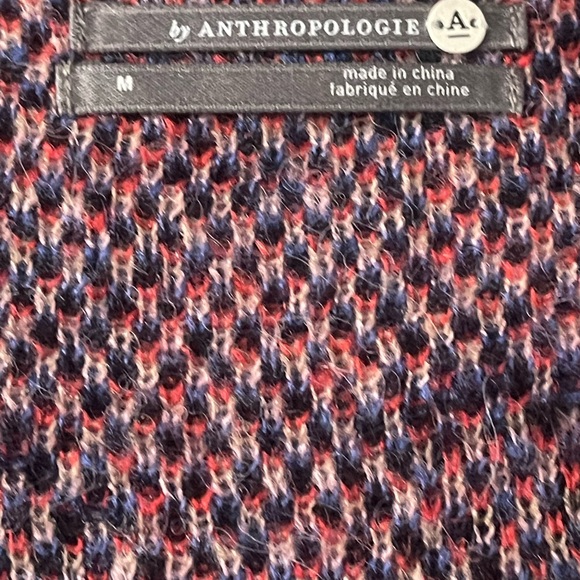 by ANTHROPOLOGIE
A
M
made in china
fabriqué en chine